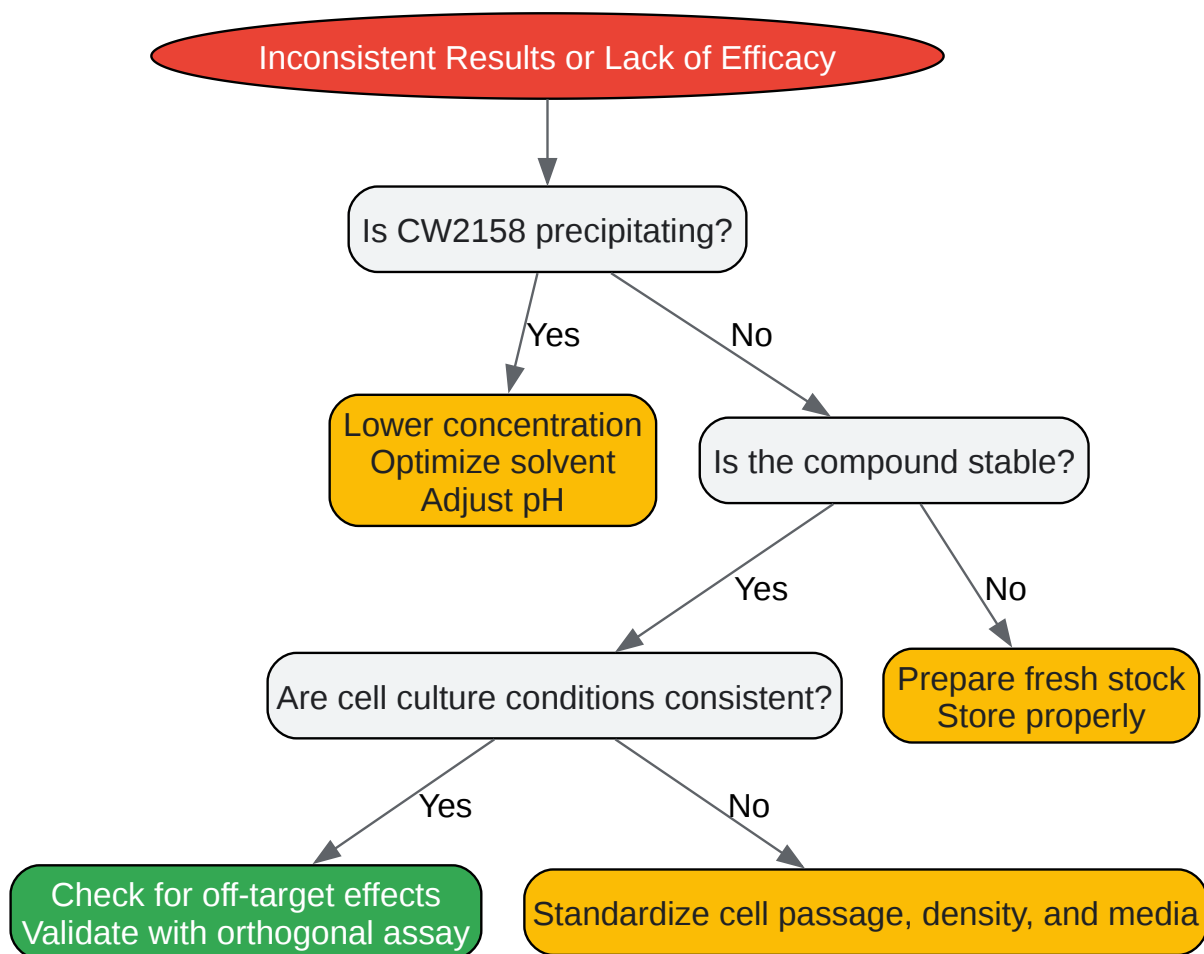 Inconsistent Results or Lack of Efficacy
Is CW2158 precipitating?
Yes
No
Lower concentration
Optimize solvent
Adjust pH
Is the compound stable?
Yes
No
Are cell culture conditions consistent?
Prepare fresh stock
Store properly
Yes
No
Check for off-target effects
Validate with orthogonal assay
Standardize cell passage, density, and media